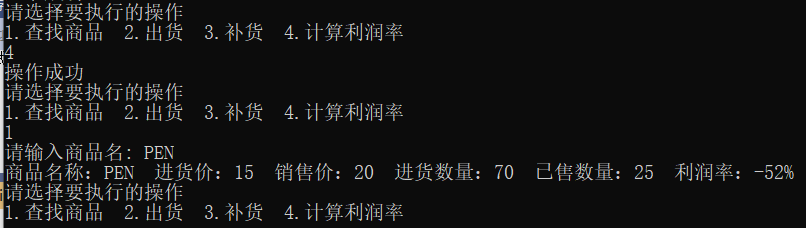 请选择要执行的操作
1.查找商品  2.出货  3.补货  4.计算利润率
4
操作成功
请选择要执行的操作
1.查找商品  2.出货  3.补货  4.计算利润率
1
请输入商品名: PEN
商品名称：PEN  进货价：15  销售价：20  进货数量：70  已售数量：25  利润率：-52%
请选择要执行的操作
1.查找商品  2.出货  3.补货  4.计算利润率